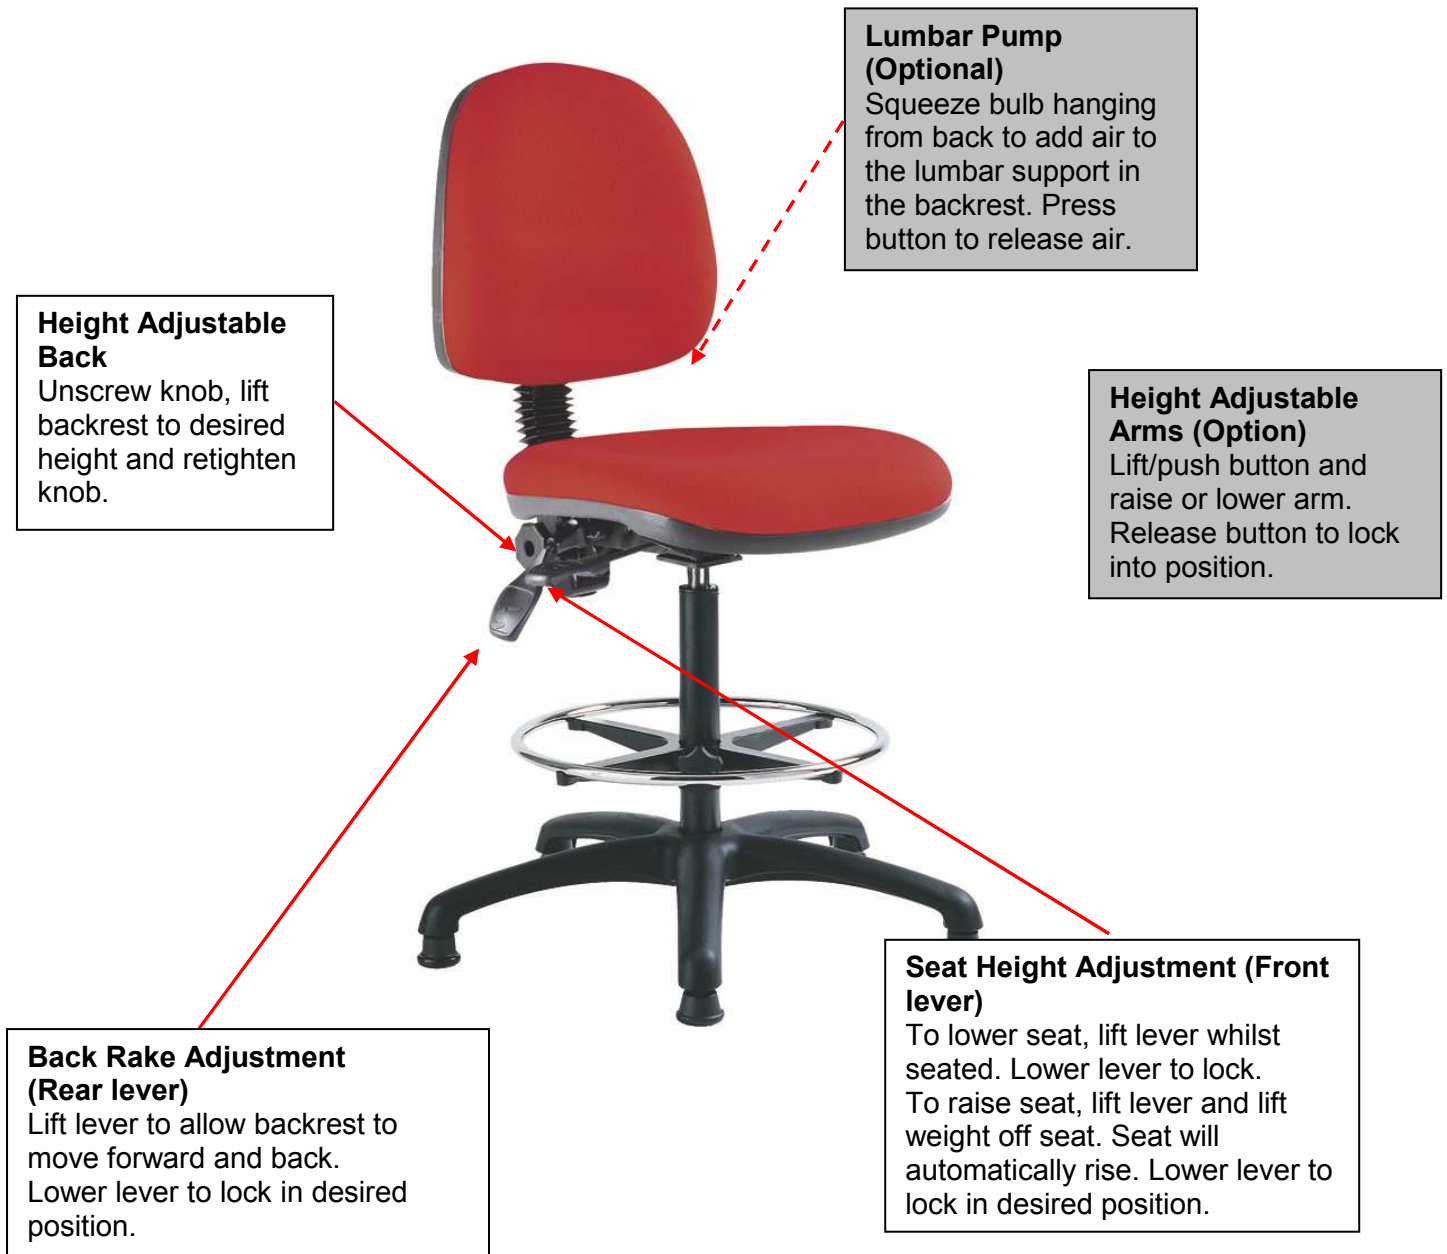 Lumbar Pump
(Optional)
Squeeze bulb hanging
from back to add air to
the lumbar support in
the backrest. Press
button to release air.
Height Adjustable
Back
Unscrew knob, lift
backrest to desired
height and retighten
knob.
Height Adjustable
Arms (Option)
Lift/push button and
raise or lower arm.
Release button to lock
into position.
Seat Height Adjustment (Front
lever)
To lower seat, lift lever whilst
seated. Lower lever to lock.
To raise seat, lift lever and lift
weight off seat. Seat will
automatically rise. Lower lever to
lock in desired position.
Back Rake Adjustment
(Rear lever)
Lift lever to allow backrest to
move forward and back.
Lower lever to lock in desired
position.